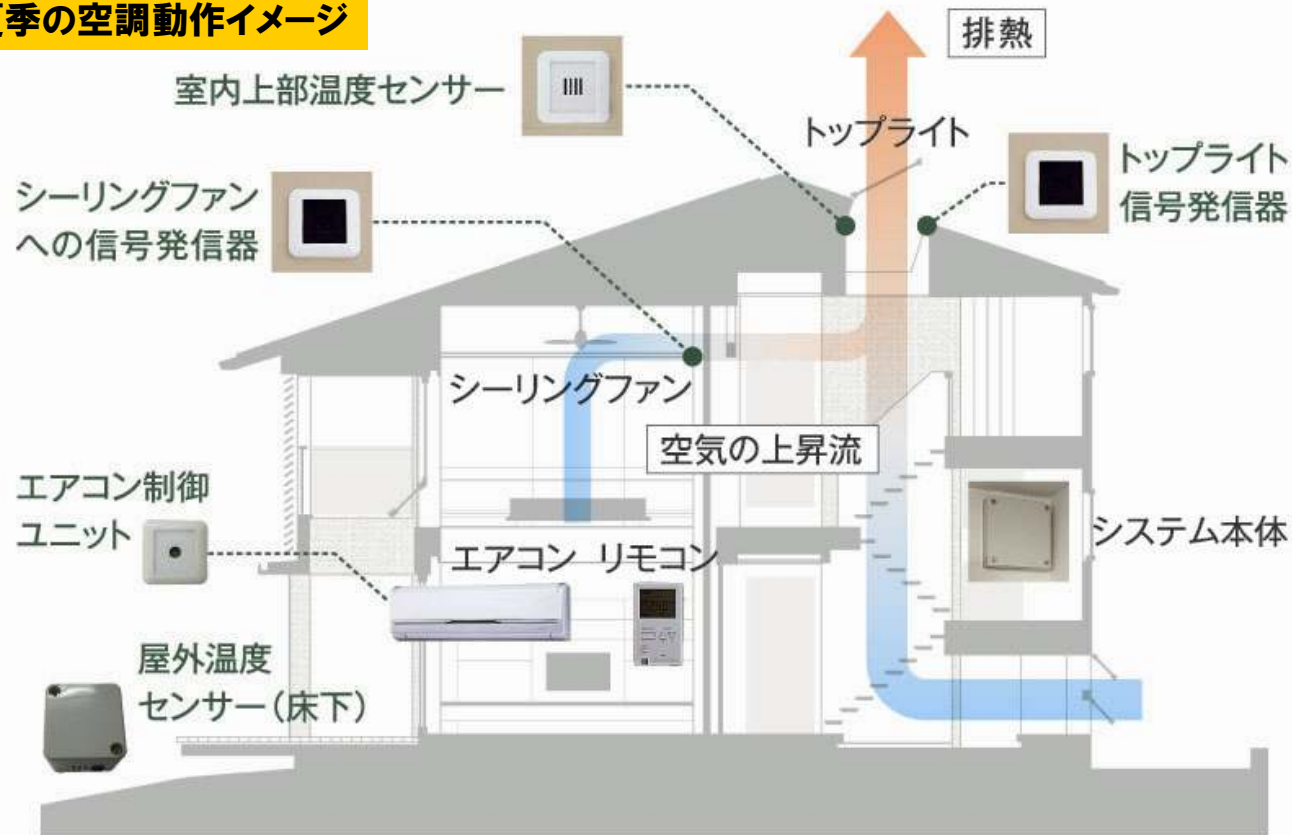 季の空調動作イメージ
排熱
室内上部温度センサー
トップライト
トップライト
信号発信器
シーリングファン
への信号発信器
シーリングファン
空気の上昇流
エアコン制御
ユニット
システム本体
エアコン リモコン
屋外温度
センサー(床下)